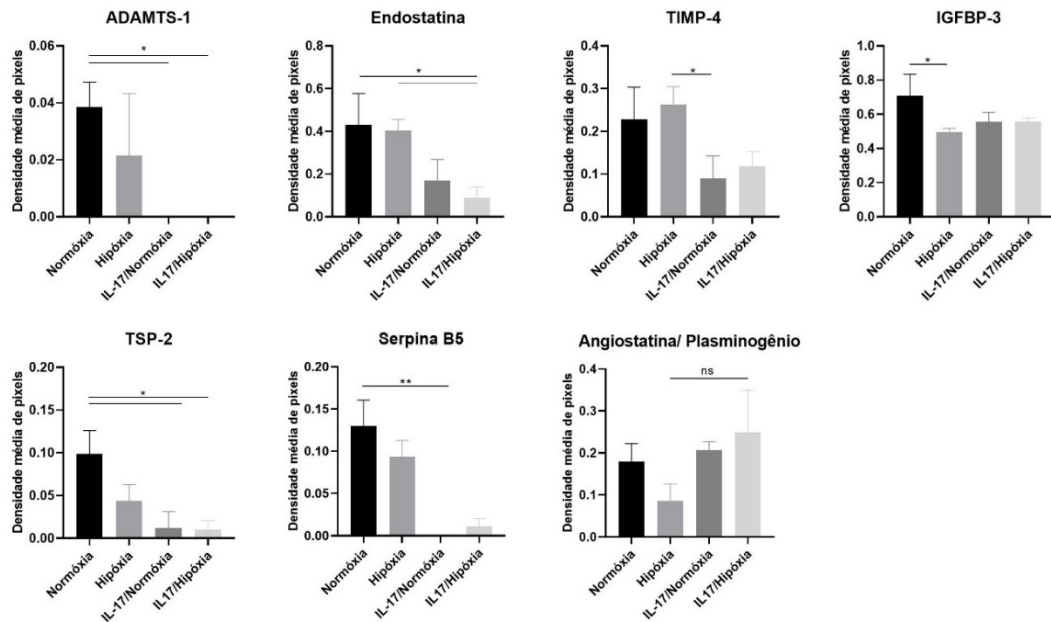 ADAMTS-1
Densidade média de pixels
0.06
0.04
0.02
0.00
*
Normóxia
Hipóxia
IL-17/Normóxia
IL17/Hipóxia
Endostatina
Densidade média de pixels
0.8
0.6
0.4
0.2
0.0
*
Normóxia
Hipóxia
IL-17/Normóxia
IL17/Hipóxia
TIMP-4
Densidade média de pixels
0.4
0.3
0.2
0.1
0.0
*
Normóxia
Hipóxia
IL-17/Normóxia
IL17/Hipóxia
IGFBP-3
Densidade média de pixels
1.0
0.8
0.6
0.4
0.2
0.0
*
Normóxia
Hipóxia
IL-17/Normóxia
IL17/Hipóxia
TSP-2
Densidade média de pixels
0.20
0.15
0.10
0.05
0.00
*
Normóxia
Hipóxia
IL-17/Normóxia
IL17/Hipóxia
Serpina B5
Densidade média de pixels
0.20
0.15
0.10
0.05
0.00
**
Normóxia
Hipóxia
IL-17/Normóxia
IL17/Hipóxia
Angiostatina/ Plasminogênio
Densidade média de pixels
0.4
0.3
0.2
0.1
0.0
ns
Normóxia
Hipóxia
IL-17/Normóxia
IL17/Hipóxia